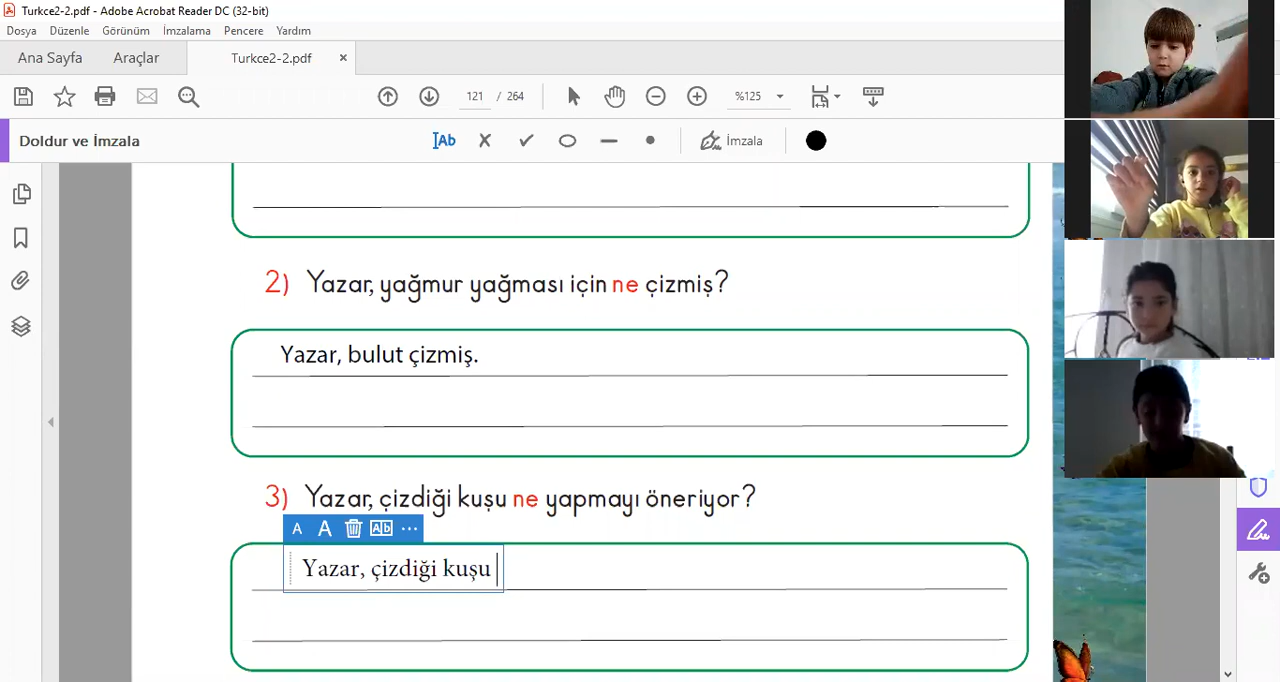 Turkce2-2.pdf - Adobe Acrobat Reader DC (32-bit)
Dosya Düzenle Görünüm İmzalama Pencere Yardım
Ana Sayfa Araçlar Turkce2-2.pdf ×
121 / 264 %125
Doldur ve İmzala
Ab İmzala
2) Yazar, yağmur yağması için ne çizmiş?
Yazar, bulut çizmiş.
3) Yazar, çizdiği kuşu ne yapmayı öneriyor?
A A Ab ...
Yazar, çizdiği kuşu